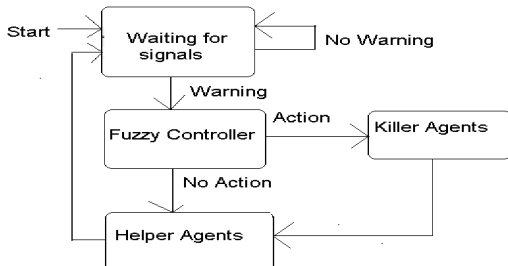 Start
Waiting for
signals
No Warning
Warning
Fuzzy Controller
Action
Killer Agents
No Action
Helper Agents